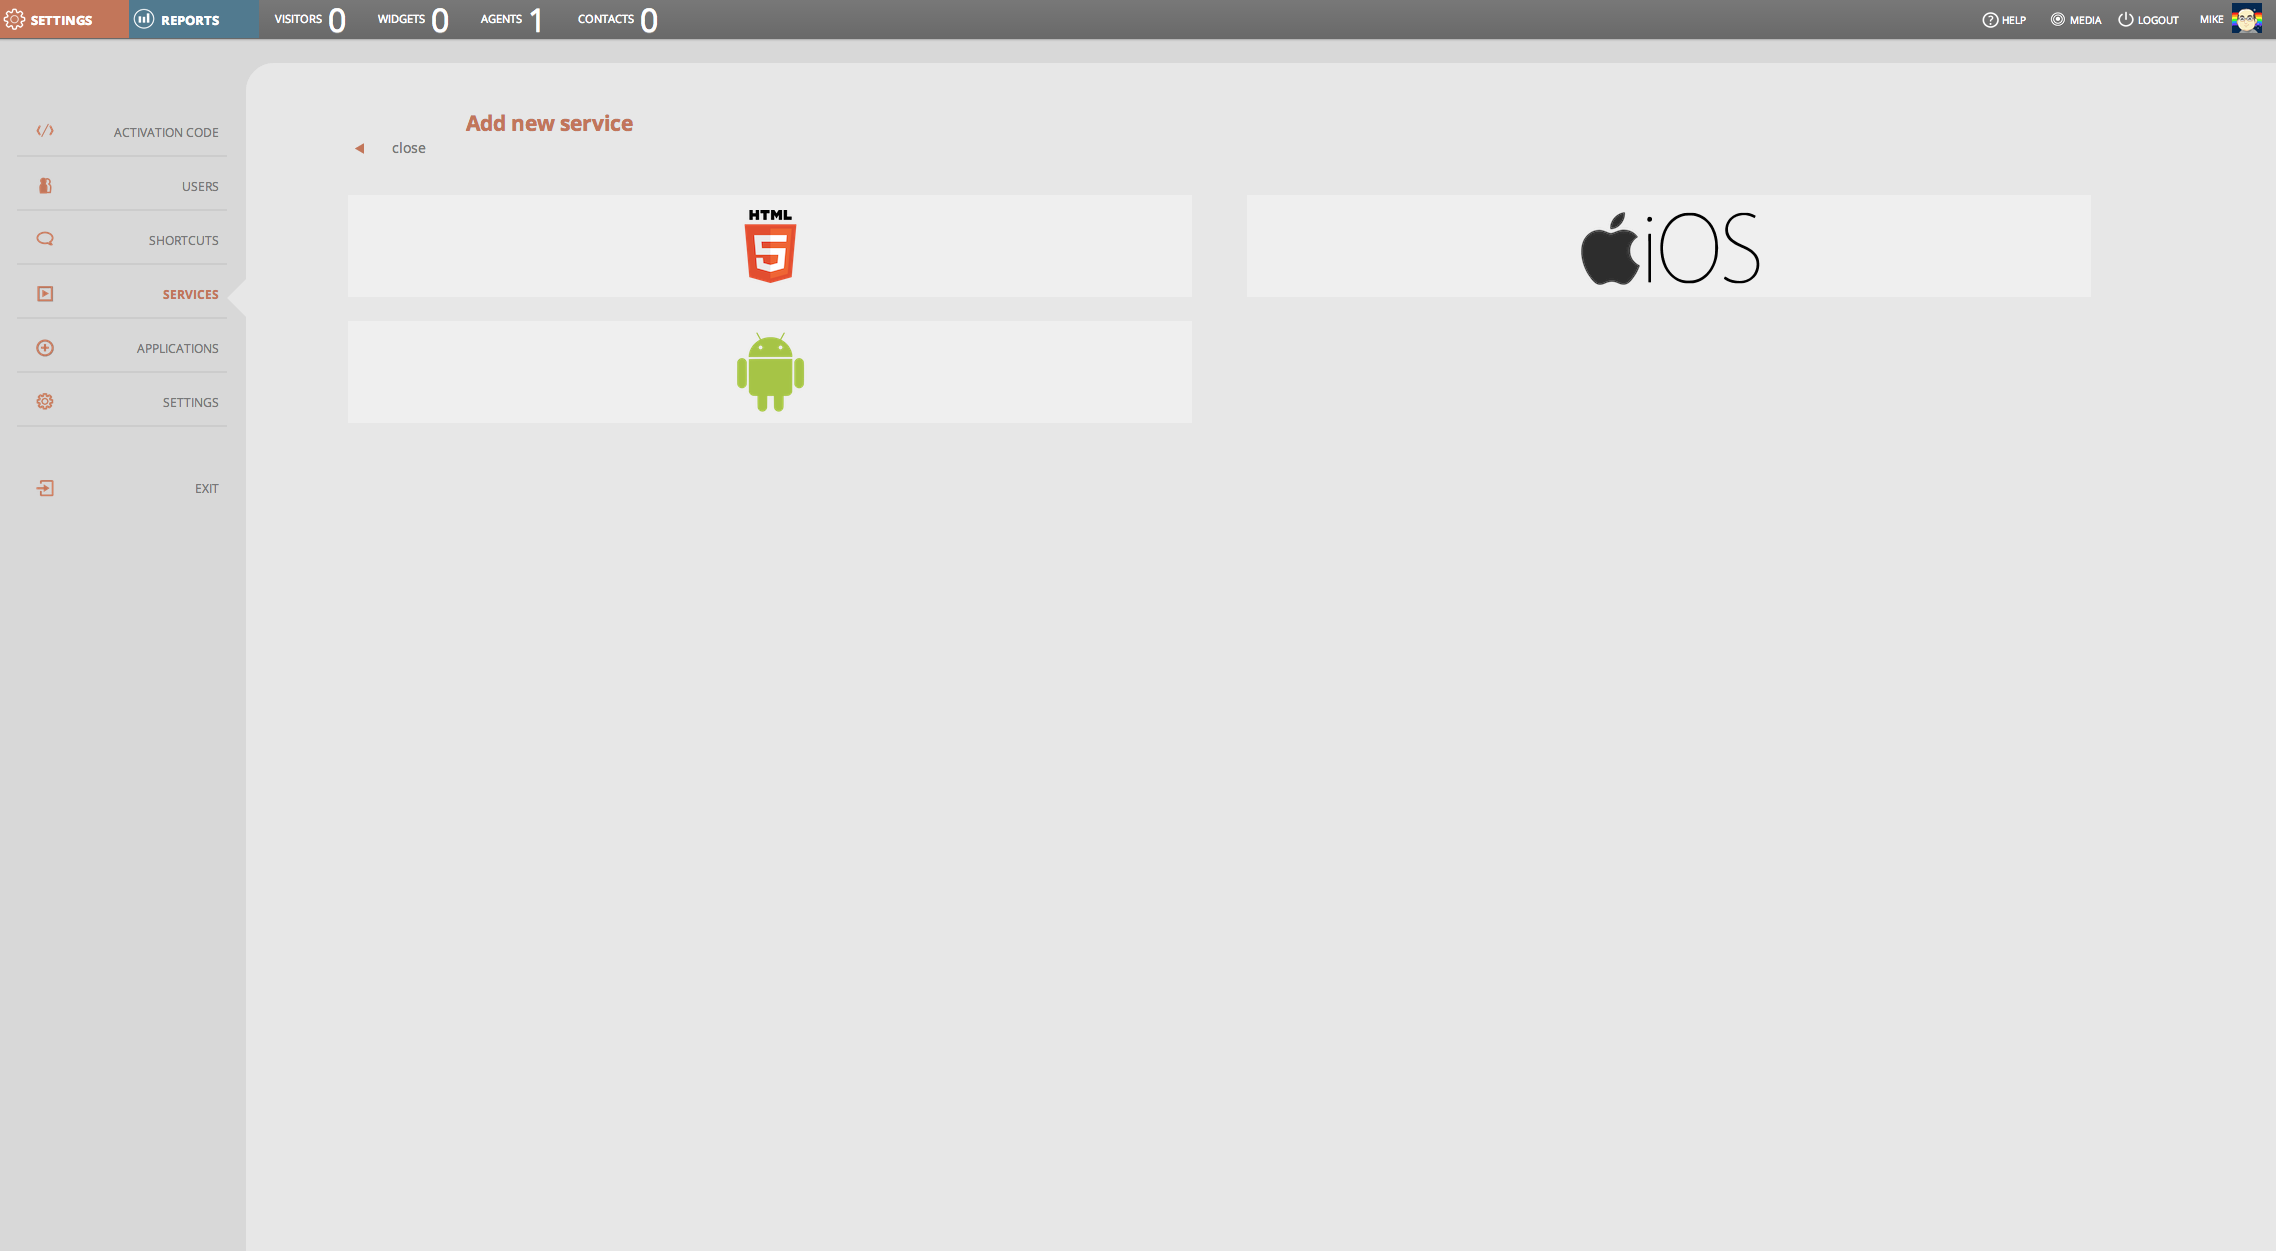 SETTINGS REPORTS VISITORS 0 WIDGETS 0 AGENTS 1 CONTACTS 0 HELP MEDIA LOGOUT MIKE
Add new service
close
ACTIVATION CODE
USERS
SHORTCUTS
SERVICES
APPLICATIONS
SETTINGS
EXIT
HTML
5
iOS